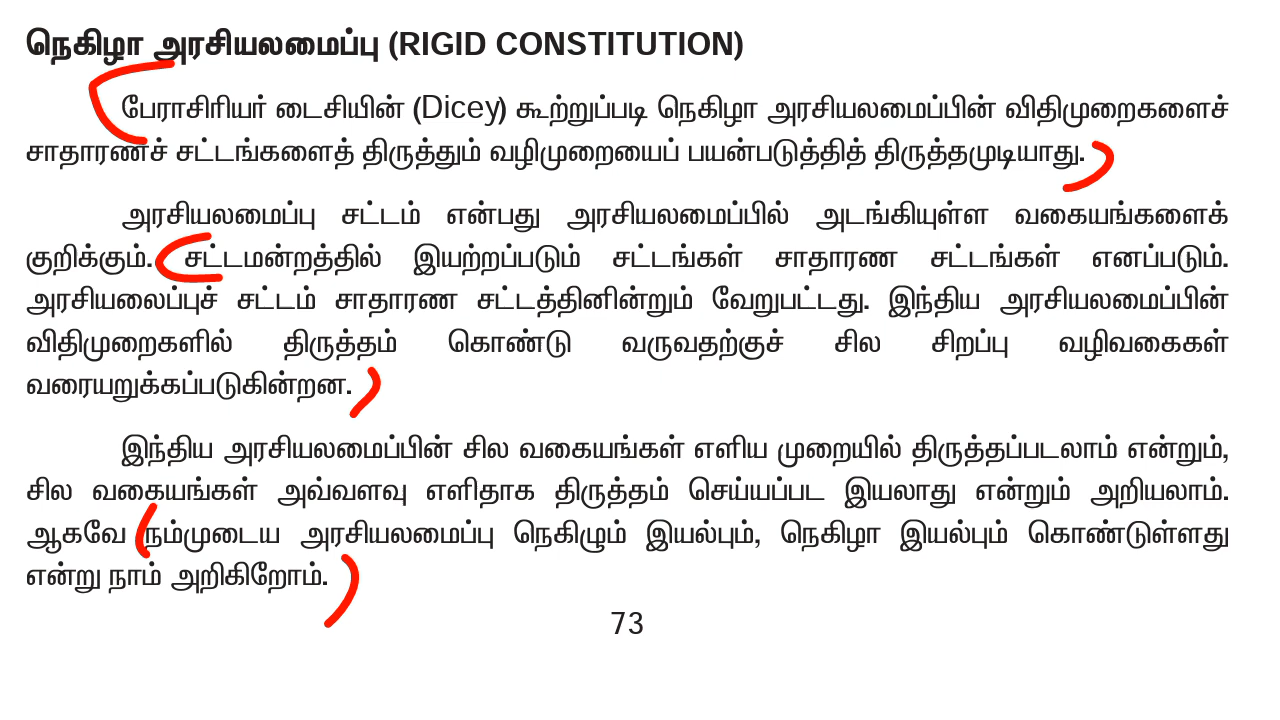 நெகிழா அரசியலமைப்பு (RIGID CONSTITUTION)
பேராசிரியர் டைசியின் (Dicey) கூற்றுப்படி நெகிழா அரசியலமைப்பின் விதிமுறைகளைச்
சாதாரணச் சட்டங்களைத் திருத்தும் வழிமுறையைப் பயன்படுத்தித் திருத்தமுடியாது.
அரசியலமைப்பு சட்டம் என்பது அரசியலமைப்பில் அடங்கியுள்ள வகையங்களைக்
குறிக்கும். சட்டமன்றத்தில் இயற்றப்படும் சட்டங்கள் சாதாரண சட்டங்கள் எனப்படும்.
அரசியலைப்புச் சட்டம் சாதாரண சட்டத்தினின்றும் வேறுபட்டது. இந்திய அரசியலமைப்பின்
விதிமுறைகளில் திருத்தம் கொண்டு வருவதற்குச் சில சிறப்பு வழிவகைகள்
வரையறுக்கப்படுகின்றன.
இந்திய அரசியலமைப்பின் சில வகையங்கள் எளிய முறையில் திருத்தப்படலாம் என்றும்,
சில வகையங்கள் அவ்வளவு எளிதாக திருத்தம் செய்யப்பட இயலாது என்றும் அறியலாம்.
ஆகவே நம்முடைய அரசியலமைப்பு நெகிழும் இயல்பும், நெகிழா இயல்பும் கொண்டுள்ளது
என்று நாம் அறிகிறோம்.
73